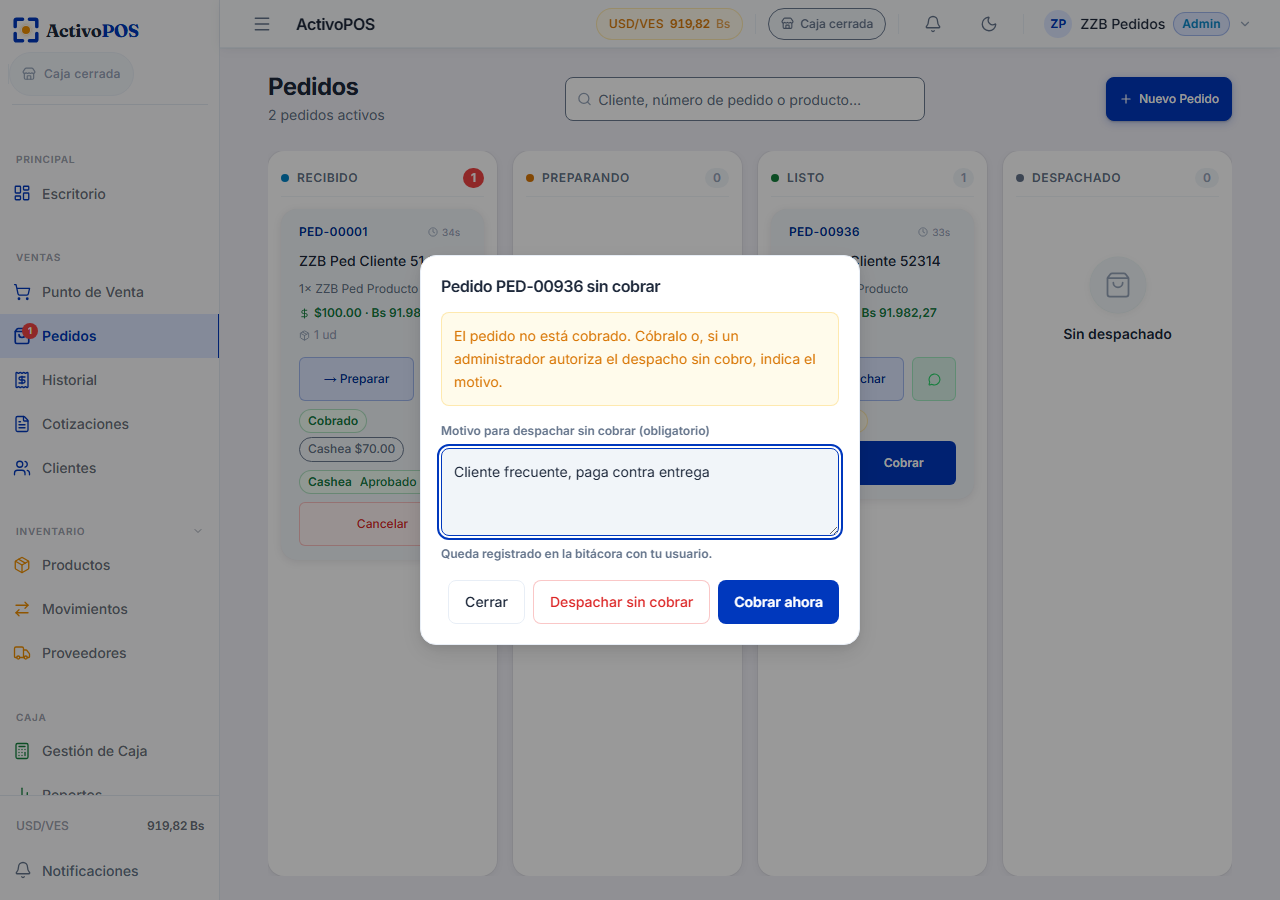 ActivoPOS
Caja cerrada
PRINCIPAL
Escritorio
VENTAS
Punto de Venta
1
Pedidos
Historial
Cotizaciones
Clientes
INVENTARIO
Productos
Movimientos
Proveedores
CAJA
Gestión de Caja
Reportes
USD/VES 919,82 Bs
Notificaciones
ActivoPOS
USD/VES 919,82 Bs
Caja cerrada
ZP ZZB Pedidos Admin
Pedidos
2 pedidos activos
Cliente, número de pedido o producto...
+ Nuevo Pedido
RECIBIDO 1
PED-00001 34s
ZZB Ped Cliente 51
1× ZZB Ped Producto
$ $100.00 · Bs 91.98
1 ud
→ Preparar
Cobrado
Cashea $70.00
Cashea Aprobado
Cancelar
PREPARANDO 0
LISTO 1
PED-00936 33s
Cliente 52314
Producto
Bs 91.982,27
char
Cobrar
DESPACHADO 0
Sin despachado
Pedido PED-00936 sin cobrar
El pedido no está cobrado. Cóbralo o, si un
administrador autoriza el despacho sin cobro, indica el
motivo.
Motivo para despachar sin cobrar (obligatorio)
Cliente frecuente, paga contra entrega
Queda registrado en la bitácora con tu usuario.
Cerrar
Despachar sin cobrar
Cobrar ahora